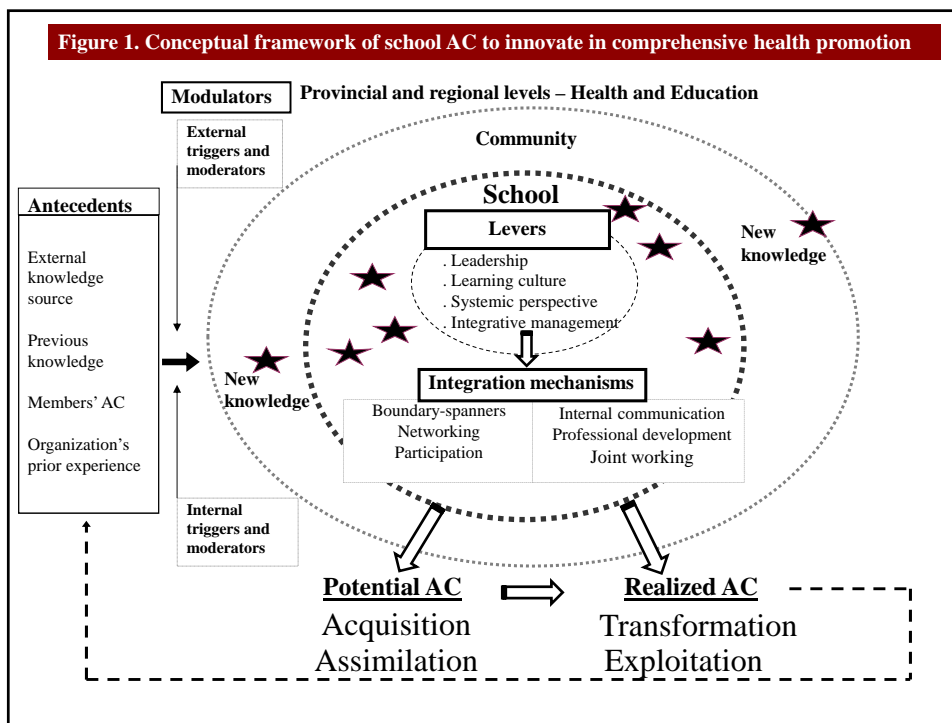 Figure 1. Conceptual framework of school AC to innovate in comprehensive health promotion
Modulators
Provincial and regional levels – Health and Education
External
triggers and
moderators
Community
Antecedents
External
knowledge
source
Previous
knowledge
Members' AC
Organization's
prior experience
School
Levers
. Leadership
. Learning culture
. Systemic perspective
. Integrative management
New
knowledge
New
knowledge
Integration mechanisms
Boundary-spanners
Networking
Participation
Internal communication
Professional development
Joint working
Internal
triggers and
moderators
Potential AC
Acquisition
Assimilation
Realized AC
Transformation
Exploitation